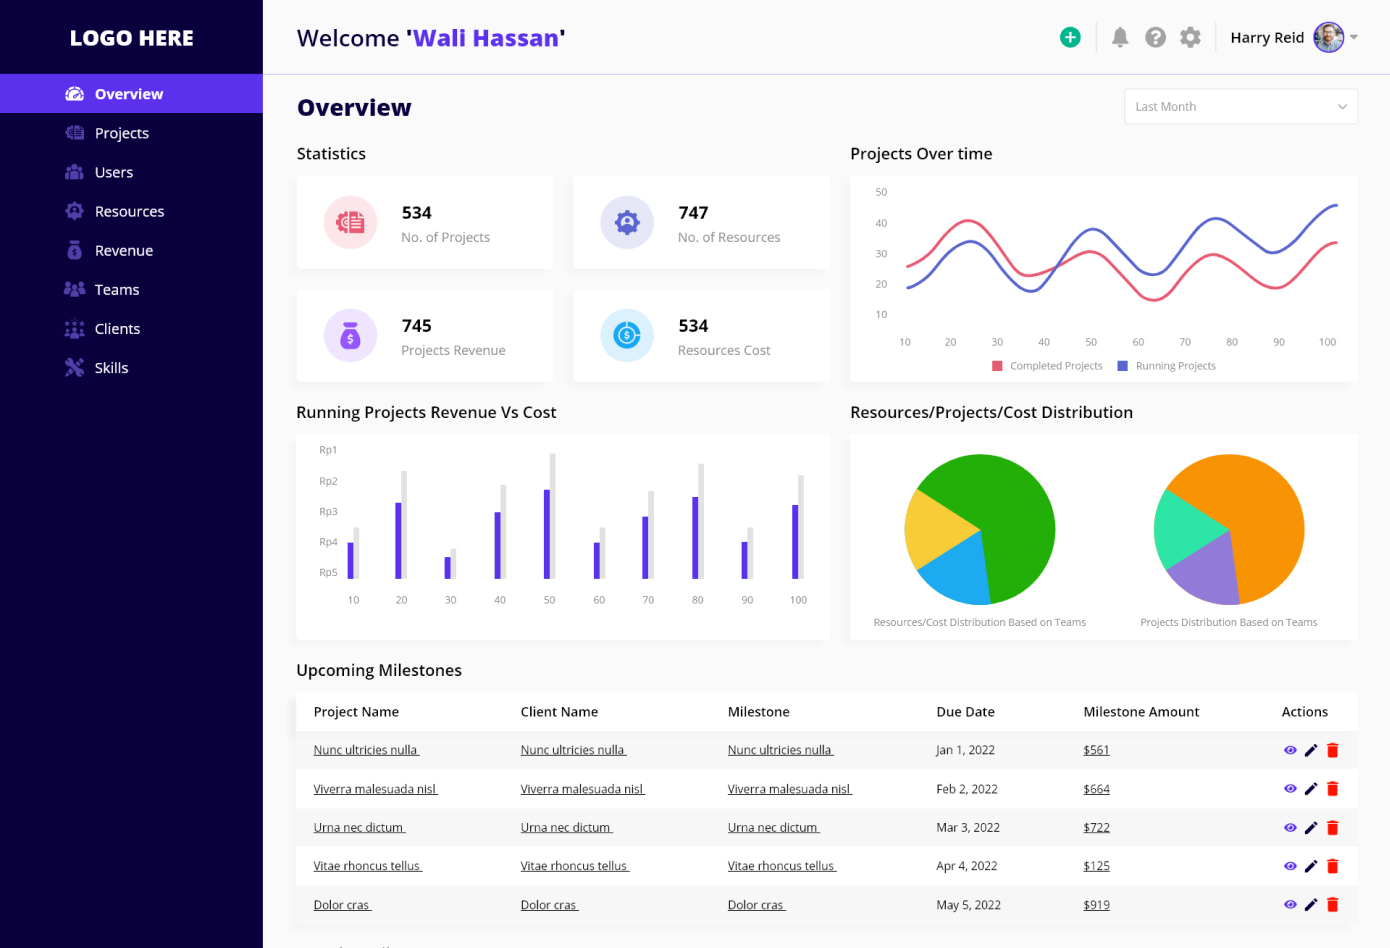 LOGO HERE
Welcome 'Wali Hassan'
Harry Reid
Overview
Projects
Users
Resources
Revenue
Teams
Clients
Skills
Overview
Last Month
Statistics
534
No. of Projects
747
No. of Resources
745
Projects Revenue
534
Resources Cost
Projects Over time
50
40
30
20
10
10 20 30 40 50 60 70 80 90 100
Completed Projects Running Projects
Running Projects Revenue Vs Cost
Rp1
Rp2
Rp3
Rp4
Rp5
10 20 30 40 50 60 70 80 90 100
Resources/Projects/Cost Distribution
Resources/Cost Distribution Based on Teams
Projects Distribution Based on Teams
Upcoming Milestones
Project Name Client Name Milestone Due Date Milestone Amount Actions
Nunc ultricies nulla Nunc ultricies nulla Nunc ultricies nulla Jan 1, 2022 $561
Viverra malesuada nisl Viverra malesuada nisl Viverra malesuada nisl Feb 2, 2022 $664
Urna nec dictum Urna nec dictum Urna nec dictum Mar 3, 2022 $722
Vitae rhoncus tellus Vitae rhoncus tellus Vitae rhoncus tellus Apr 4, 2022 $125
Dolor cras Dolor cras Dolor cras May 5, 2022 $919